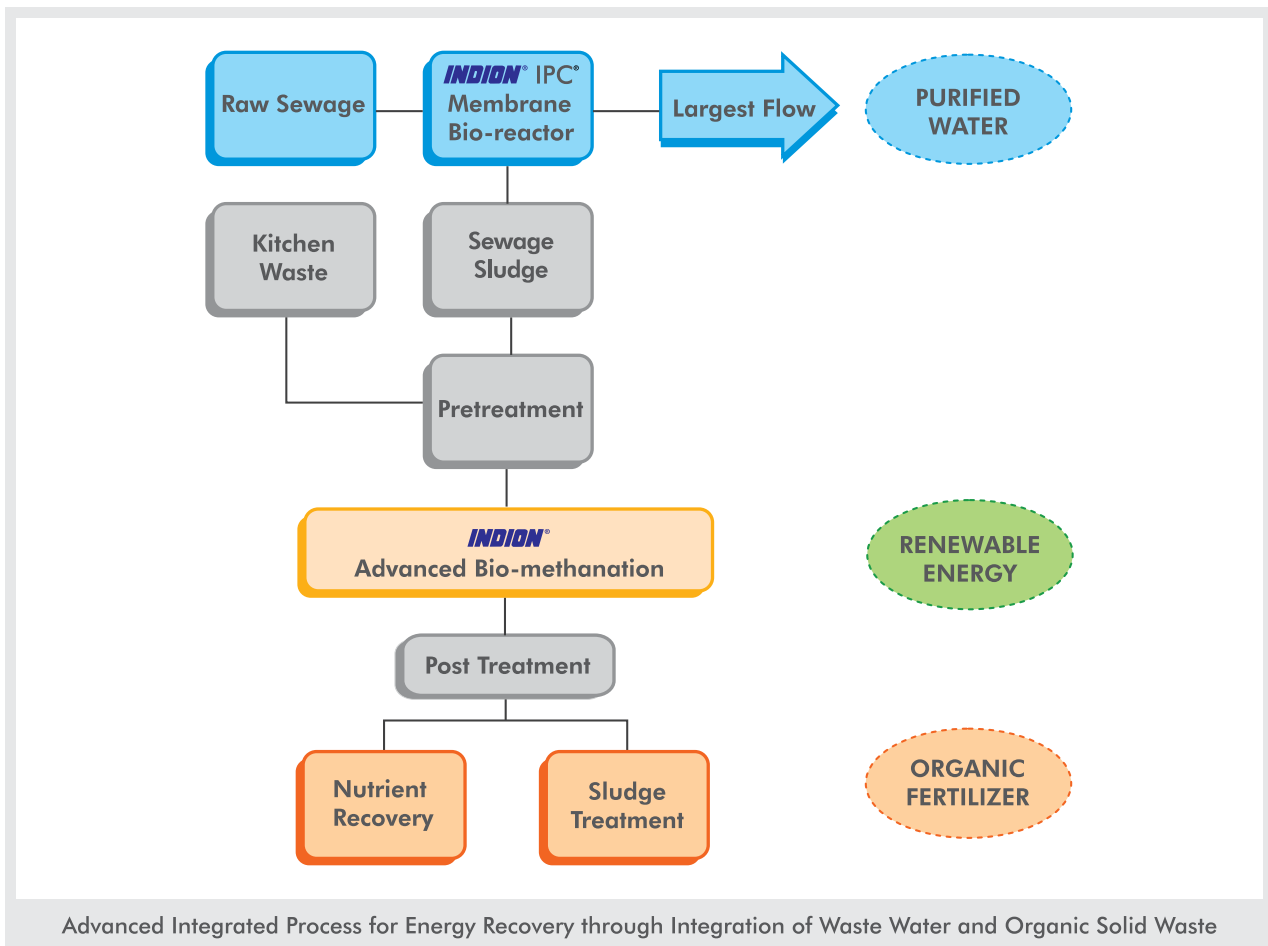 Raw Sewage
INDION® IPC®
Membrane
Bio-reactor
Largest Flow
PURIFIED
WATER
Kitchen
Waste
Sewage
Sludge
Pretreatment
INDION®
Advanced Bio-methanation
RENEWABLE
ENERGY
Post Treatment
Nutrient
Recovery
Sludge
Treatment
ORGANIC
FERTILIZER
Advanced Integrated Process for Energy Recovery through Integration of Waste Water and Organic Solid Waste